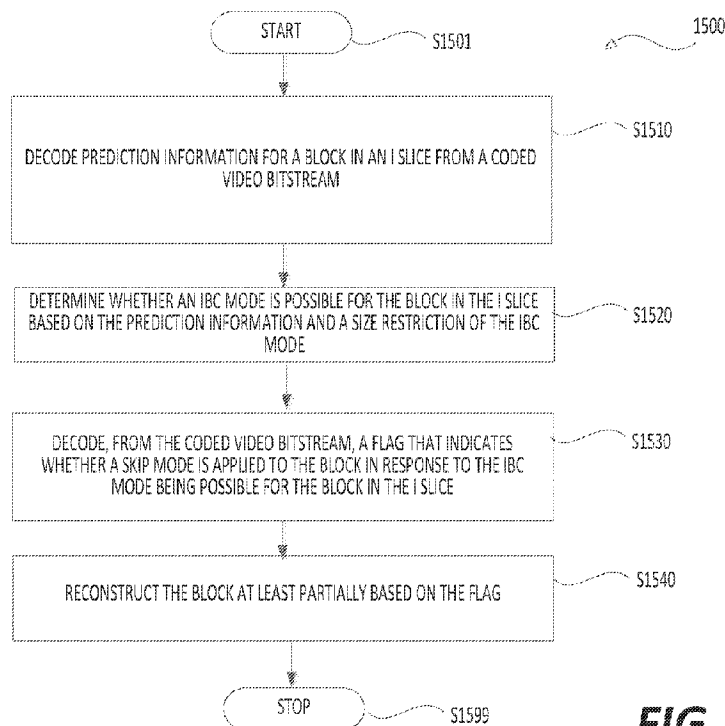 START
S1501
1500
DECODE PREDICTION INFORMATION FOR A BLOCK IN AN I SLICE FROM A CODED
VIDEO BITSTREAM
S1510
DETERMINE WHETHER AN IBC MODE IS POSSIBLE FOR THE BLOCK IN THE I SLICE
BASED ON THE PREDICTION INFORMATION AND A SIZE RESTRICTION OF THE IBC
MODE
S1520
DECODE, FROM THE CODED VIDEO BITSTREAM, A FLAG THAT INDICATES
WHETHER A SKIP MODE IS APPLIED TO THE BLOCK IN RESPONSE TO THE IBC
MODE BEING POSSIBLE FOR THE BLOCK IN THE I SLICE
S1530
RECONSTRUCT THE BLOCK AT LEAST PARTIALLY BASED ON THE FLAG
S1540
STOP
S1599
FIG